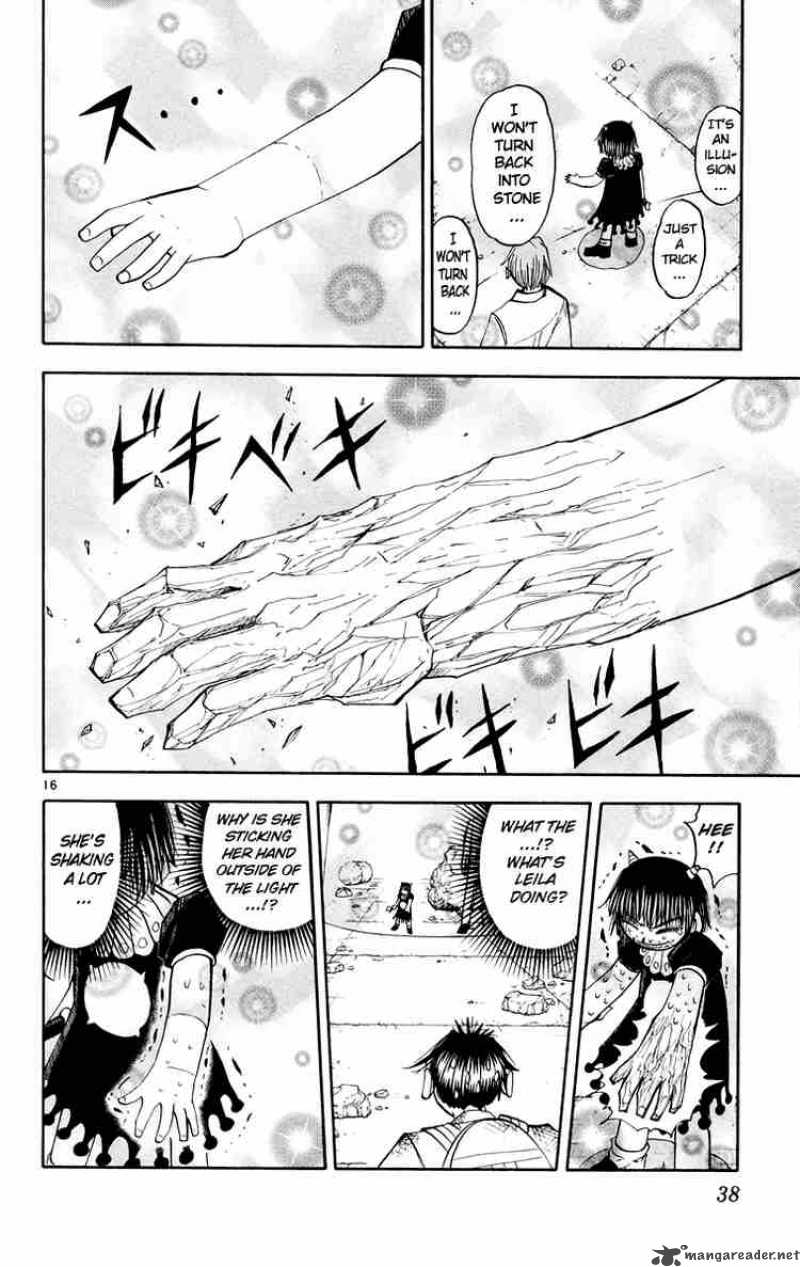 IT'S
AN
ILLU-
SION
...
JUST
A
TRICK
...
I
WON'T
TURN
BACK
INTO
STONE
...
I
WON'T
TURN
BACK
...
ス...
ビキベキ
ビキビキ
16
HEE
!!
WHAT THE
...!?
WHAT'S
LEILA
DOING?
WHY IS SHE
STICKING
HER HAND
OUTSIDE
OF THE
LIGHT
...!?
SHE'S
SHAKING
A LOT
...
38
mangareader.net